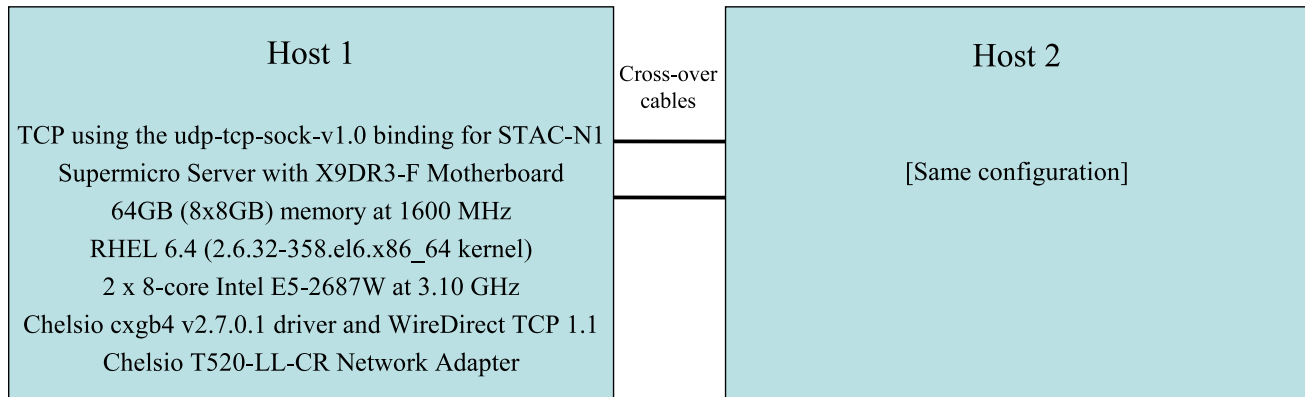 Host 1
TCP using the udp-tcp-sock-v1.0 binding for STAC-N1
Supermicro Server with X9DR3-F Motherboard
64GB (8x8GB) memory at 1600 MHz
RHEL 6.4 (2.6.32-358.el6.x86_64 kernel)
2 x 8-core Intel E5-2687W at 3.10 GHz
Chelsio cxgb4 v2.7.0.1 driver and WireDirect TCP 1.1
Chelsio T520-LL-CR Network Adapter
Cross-over
cables
Host 2
[Same configuration]